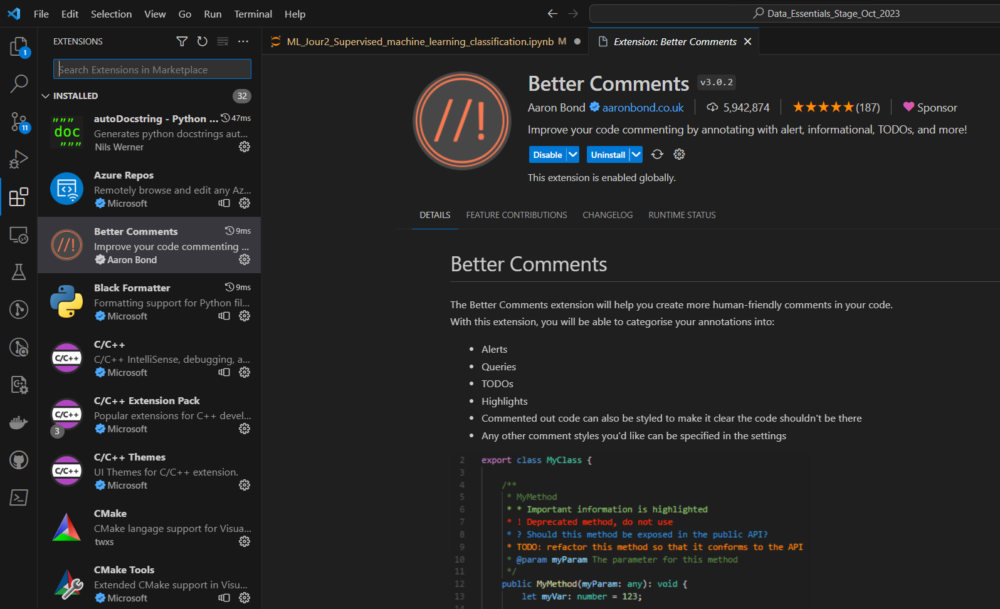 File Edit Selection View Go Run Terminal Help
Data_Essentials_Stage_Oct_2023
1
11
EXTENSIONS
Search Extensions in Marketplace
INSTALLED 32
""" doc """
autoDocstring - Python ... 47ms
Generates python docstrings aut...
Nils Werner
Azure Repos
Remotely browse and edit any Az...
Microsoft
//!
Better Comments 9ms
Improve your code commenting ...
Aaron Bond
Black Formatter 9ms
Formatting support for Python fil...
Microsoft
C/C++
C/C++
C/C++ IntelliSense, debugging, a...
Microsoft
C/C++
3
C/C++ Extension Pack
Popular extensions for C++ devel...
Microsoft
C/C++
C/C++ Themes
UI Themes for C/C++ extension.
Microsoft
CMake
CMake langage support for Visua...
twxs
CMake Tools
Extended CMake support in Visu...
Microsoft
ML_Jour2_Supervised_machine_learning_classification.ipynb M
Extension: Better Comments
//!
Better Comments v3.0.2
Aaron Bond aaronbond.co.uk 5,942,874 ★★★★★(187) Sponsor
Improve your code commenting by annotating with alert, informational, TODOs, and more!
Disable Uninstall
This extension is enabled globally.
DETAILS FEATURE CONTRIBUTIONS CHANGELOG RUNTIME STATUS
Better Comments
The Better Comments extension will help you create more human-friendly comments in your code.
With this extension, you will be able to categorise your annotations into:
• Alerts
• Queries
• TODOs
• Highlights
• Commented out code can also be styled to make it clear the code shouldn't be there
• Any other comment styles you'd like can be specified in the settings
2 export class MyClass {
3
4 /**
5 * MyMethod
6 * * Important information is highlighted
7 * ! Deprecated method, do not use
8 * ? Should this method be exposed in the public API?
9 * TODO: refactor this method so that it conforms to the API
10 * @param myParam The parameter for this method
11 */
12 public MyMethod(myParam: any): void {
13 let myVar: number = 123;
14